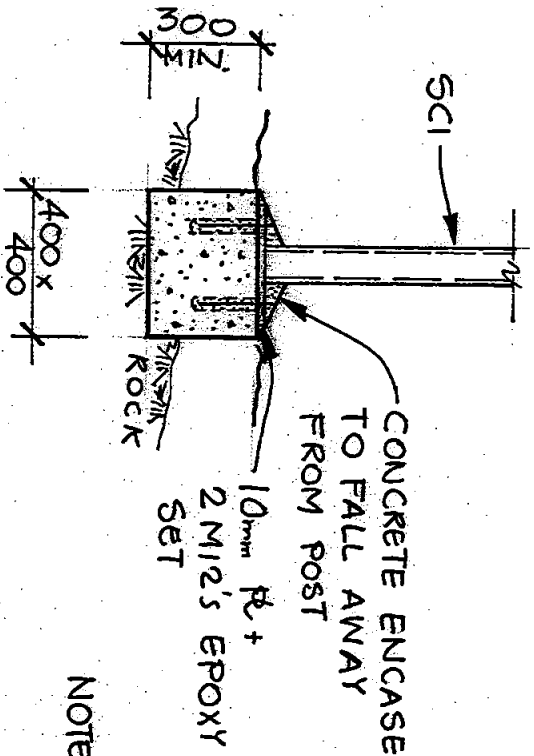 300
MIN.
SC1
CONCRETE ENCASE
TO FALL AWAY
FROM POST
10mm PL +
2 M12's EPOXY
SET
ROCK
400 x
400
NOTE